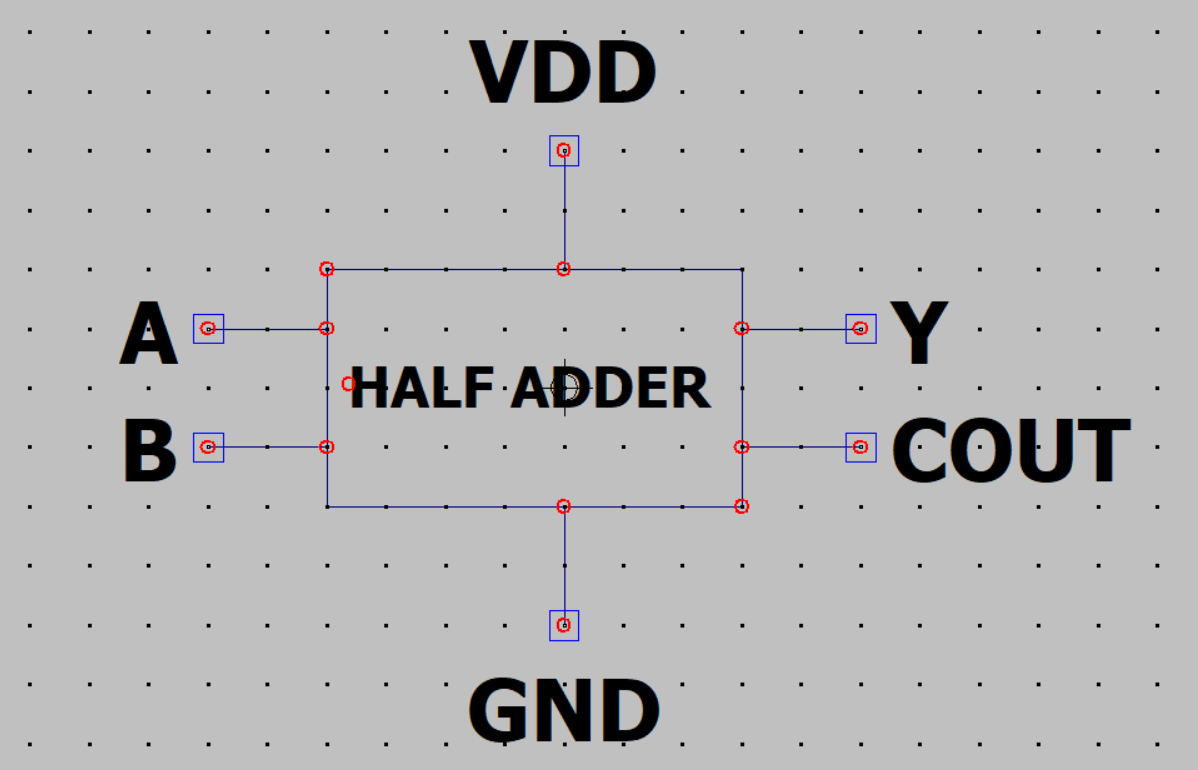 VDD
A
Y
HALF ADDER
B
COUT
GND